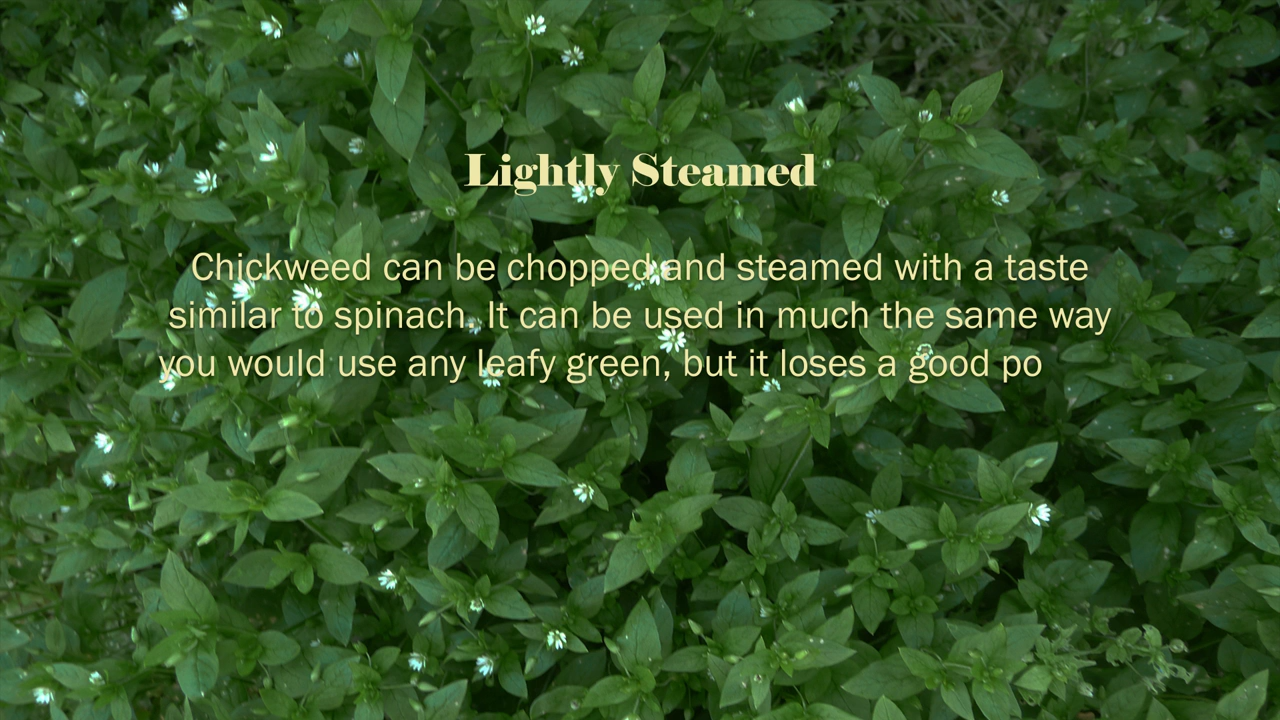 Lightly Steamed
Chickweed can be chopped and steamed with a taste
similar to spinach. It can be used in much the same way
you would use any leafy green, but it loses a good po